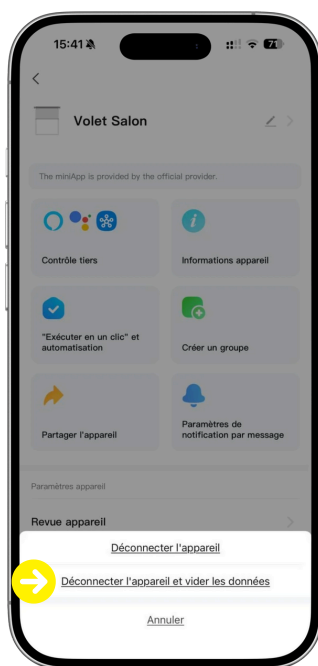 15:41
71
Volet Salon
The miniApp is provided by the official provider.
Contrôle tiers
Informations appareil
"Exécuter en un clic" et
automatisation
Créer un groupe
Partager l'appareil
Paramètres de
notification par message
Paramètres appareil
Revue appareil
Déconnecter l'appareil
Déconnecter l'appareil et vider les données
Annuler